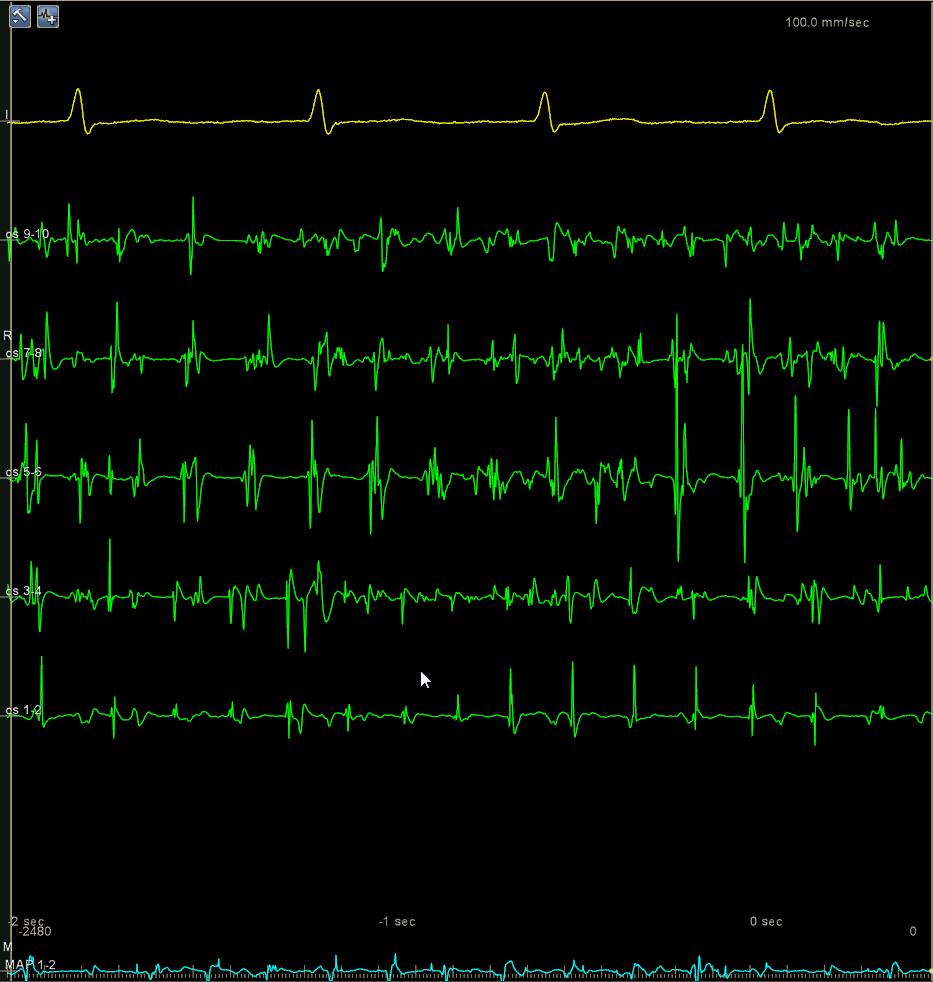 100.0 mm/sec
I
cs 9-10
R
cs 7-8
cs 5-6
cs 3-4
cs 1-2
-2 sec
-1 sec
0 sec
-2480
0
M
MAP 1-2